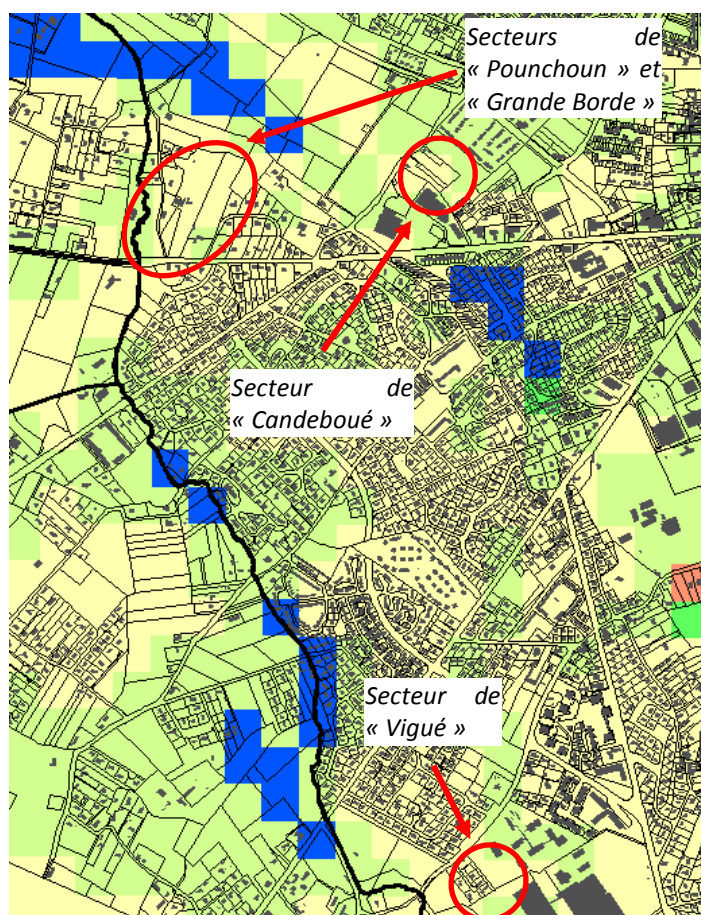 Secteurs de
« Pounchoun » et
« Grande Borde »
Secteur de
« Candeboué »
Secteur de
« Vigué »